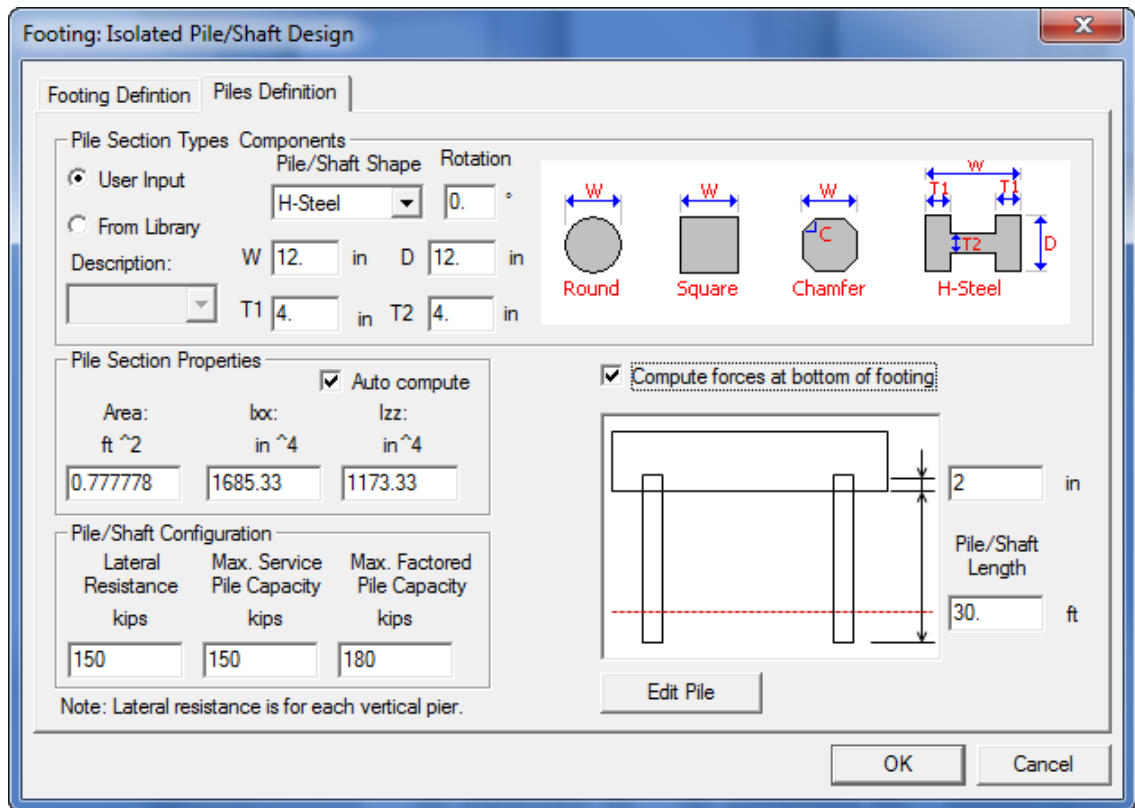 Footing: Isolated Pile/Shaft Design
Footing Defintion Piles Definition
Pile Section Types Components
User Input
Pile/Shaft Shape Rotation
H-Steel 0. °
From Library
Description:
W 12. in D 12. in
T1 4. in T2 4. in
W W W W
T1 T1
C T2 D
Round Square Chamfer H-Steel
Pile Section Properties
Auto compute
Area: Ixx: Izz:
ft ^2 in ^4 in ^4
0.777778 1685.33 1173.33
Pile/Shaft Configuration
Lateral Resistance Max. Service Pile Capacity Max. Factored Pile Capacity
kips kips kips
150 150 180
Note: Lateral resistance is for each vertical pier.
Compute forces at bottom of footing
2 in
Pile/Shaft
Length
30. ft
Edit Pile
OK Cancel